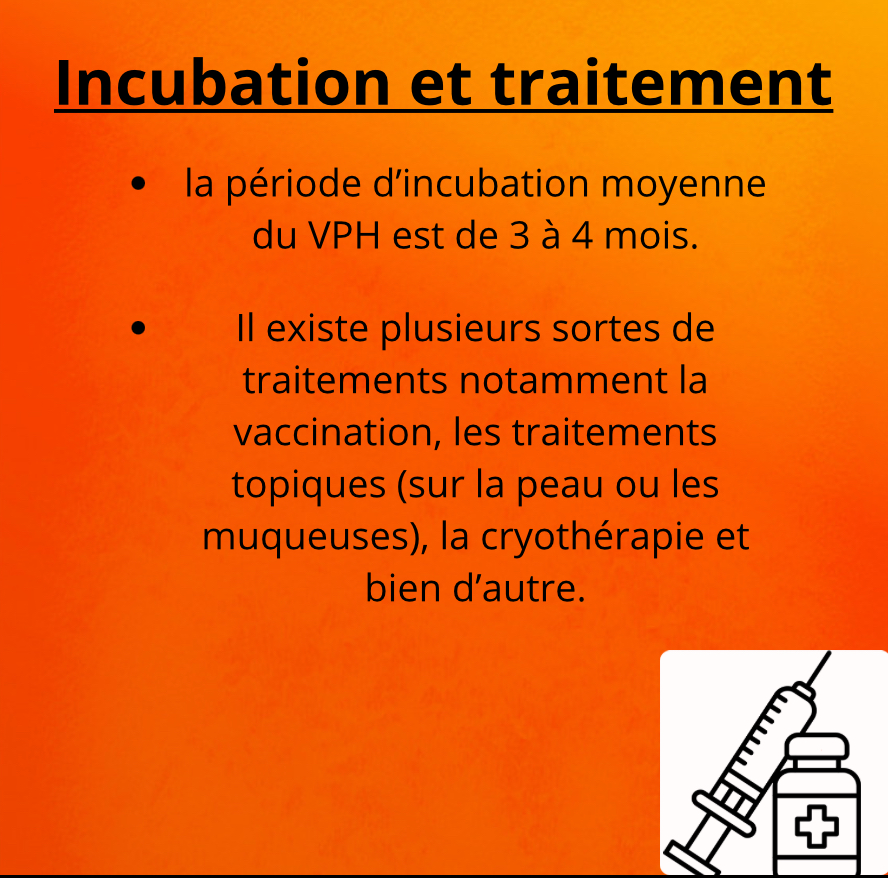 Incubation et traitement
• la période d’incubation moyenne
du VPH est de 3 à 4 mois.
• Il existe plusieurs sortes de
traitements notamment la
vaccination, les traitements
topiques (sur la peau ou les
muqueuses), la cryothérapie et
bien d’autre.